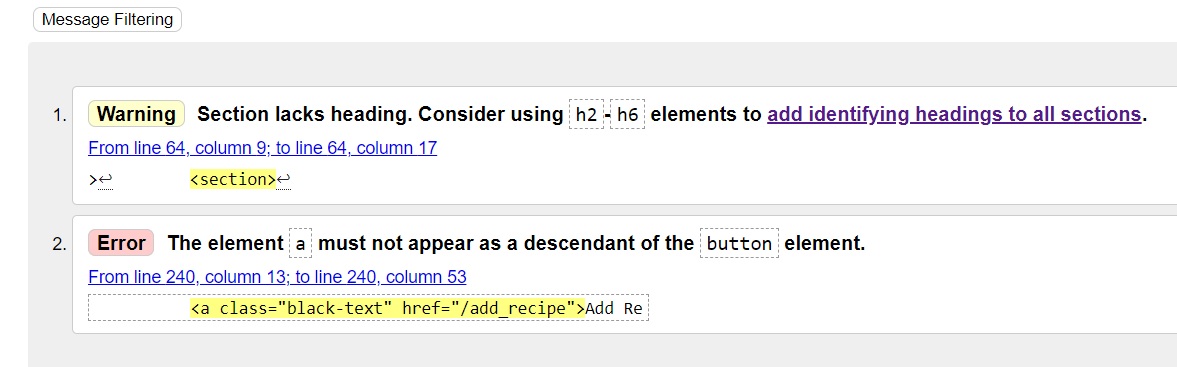 Message Filtering
1. Warning Section lacks heading. Consider using h2-h6 elements to add identifying headings to all sections.
From line 64, column 9; to line 64, column 17
>↩ <section>↩
2. Error The element a must not appear as a descendant of the button element.
From line 240, column 13; to line 240, column 53
<a class="black-text" href="/add_recipe">Add Re